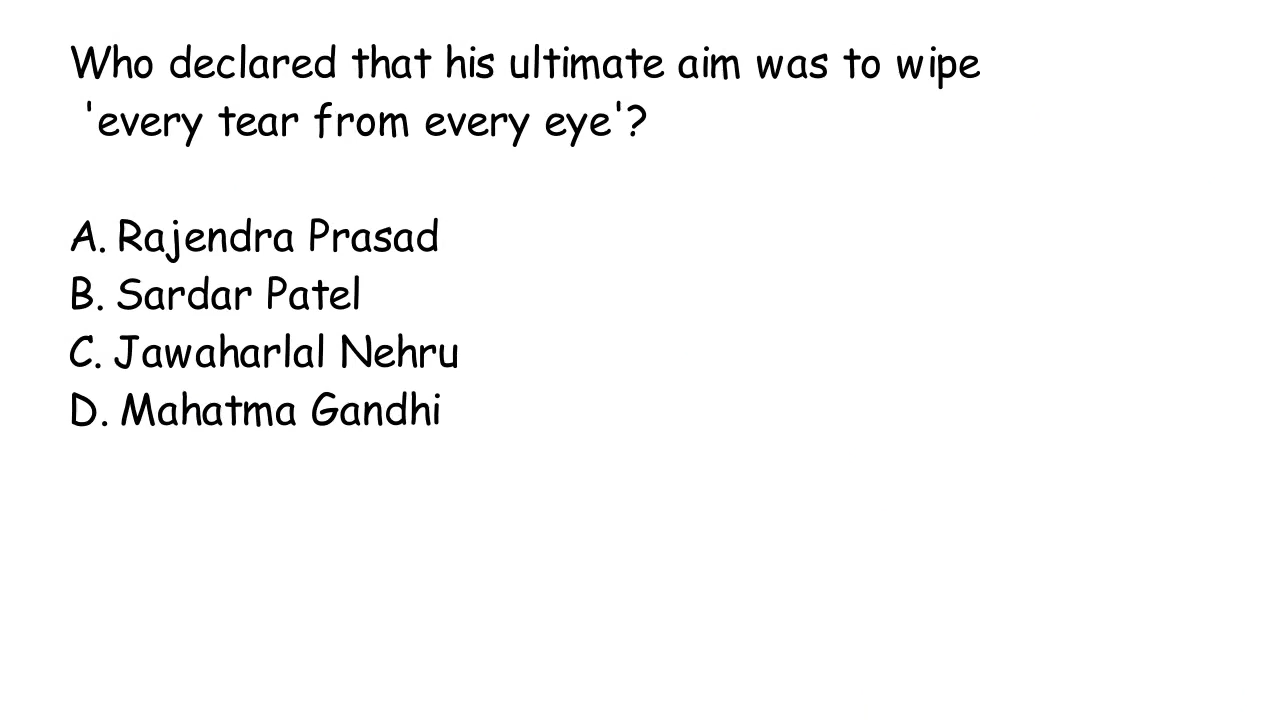 Who declared that his ultimate aim was to wipe
'every tear from every eye'?
A. Rajendra Prasad
B. Sardar Patel
C. Jawaharlal Nehru
D. Mahatma Gandhi